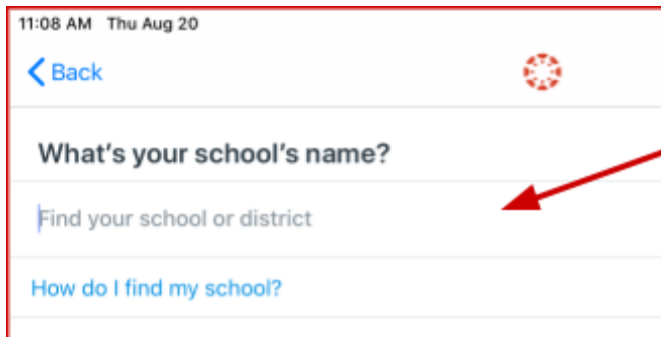 11:08 AM Thu Aug 20
Back
What's your school's name?
Find your school or district
How do I find my school?